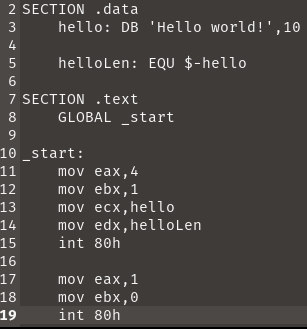 2 SECTION .data
3     hello: DB 'Hello world!',10
4
5     helloLen: EQU $-hello
6
7 SECTION .text
8     GLOBAL _start
9
10 _start:
11     mov eax,4
12     mov ebx,1
13     mov ecx,hello
14     mov edx,helloLen
15     int 80h
16
17     mov eax,1
18     mov ebx,0
19     int 80h